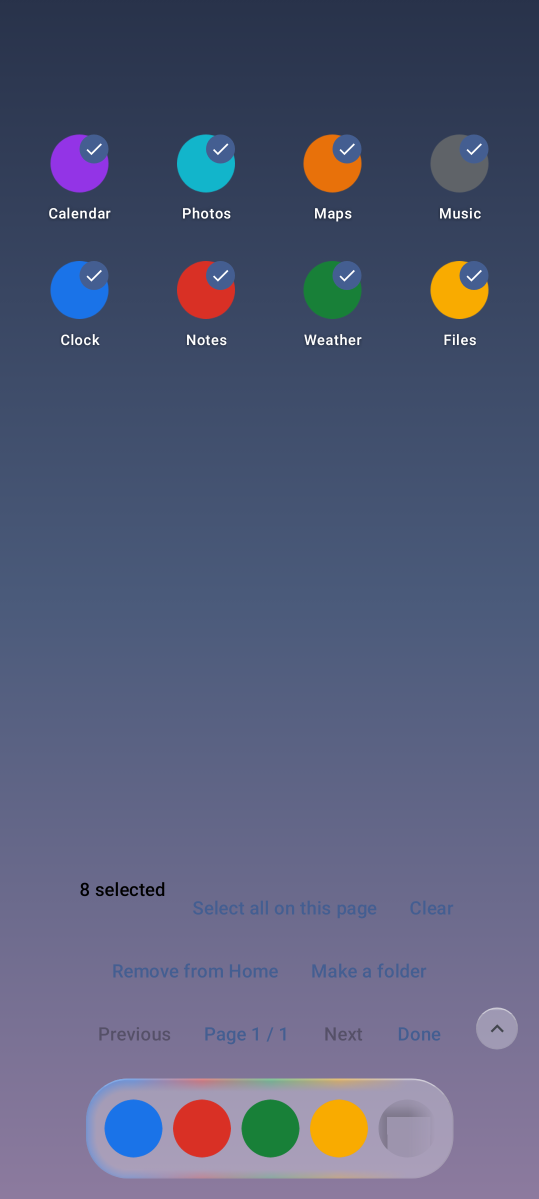 Calendar Photos Maps Music
Clock Notes Weather Files
8 selected
Select all on this page Clear
Remove from Home Make a folder
Previous Page 1 / 1 Next Done